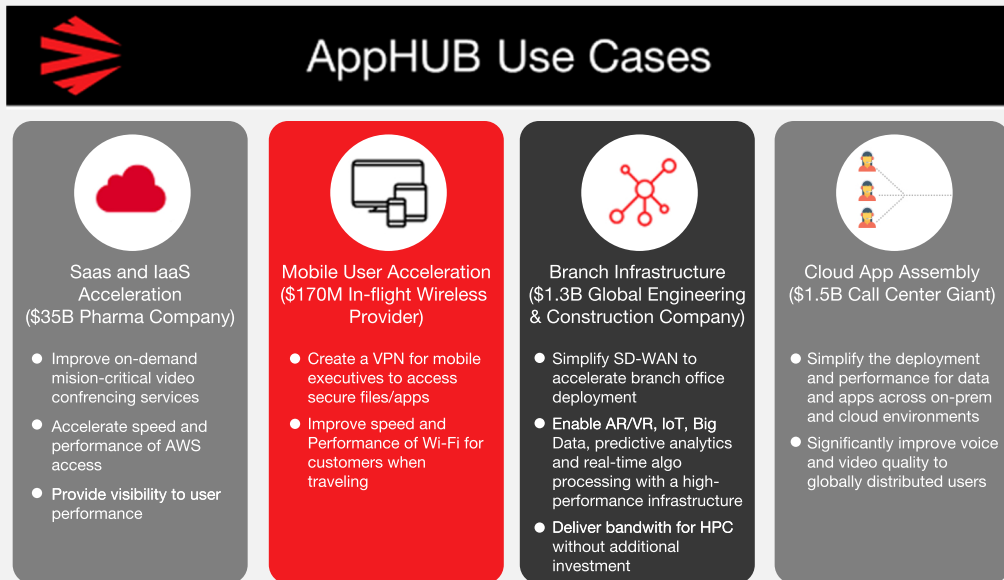 AppHUB Use Cases
Saas and IaaS
Acceleration
($35B Pharma Company)
Improve on-demand
mision-critical video
confrencing services
Accelerate speed and
performance of AWS
access
Provide visibility to user
performance
Mobile User Acceleration
($170M In-flight Wireless
Provider)
Create a VPN for mobile
executives to access
secure files/apps
Improve speed and
Performance of Wi-Fi for
customers when
traveling
Branch Infrastructure
($1.3B Global Engineering
& Construction Company)
Simplify SD-WAN to
accelerate branch office
deployment
Enable AR/VR, IoT, Big
Data, predictive analytics
and real-time algo
processing with a high-
performance infrastructure
Deliver bandwith for HPC
without additional
investment
Cloud App Assembly
($1.5B Call Center Giant)
Simplify the deployment
and performance for data
and apps across on-prem
and cloud environments
Significantly improve voice
and video quality to
globally distributed users